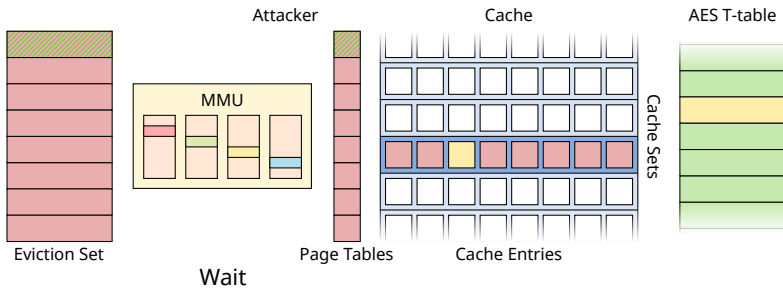 Attacker
Cache
AES T-table
MMU
Cache Sets
Eviction Set
Page Tables
Cache Entries
Wait